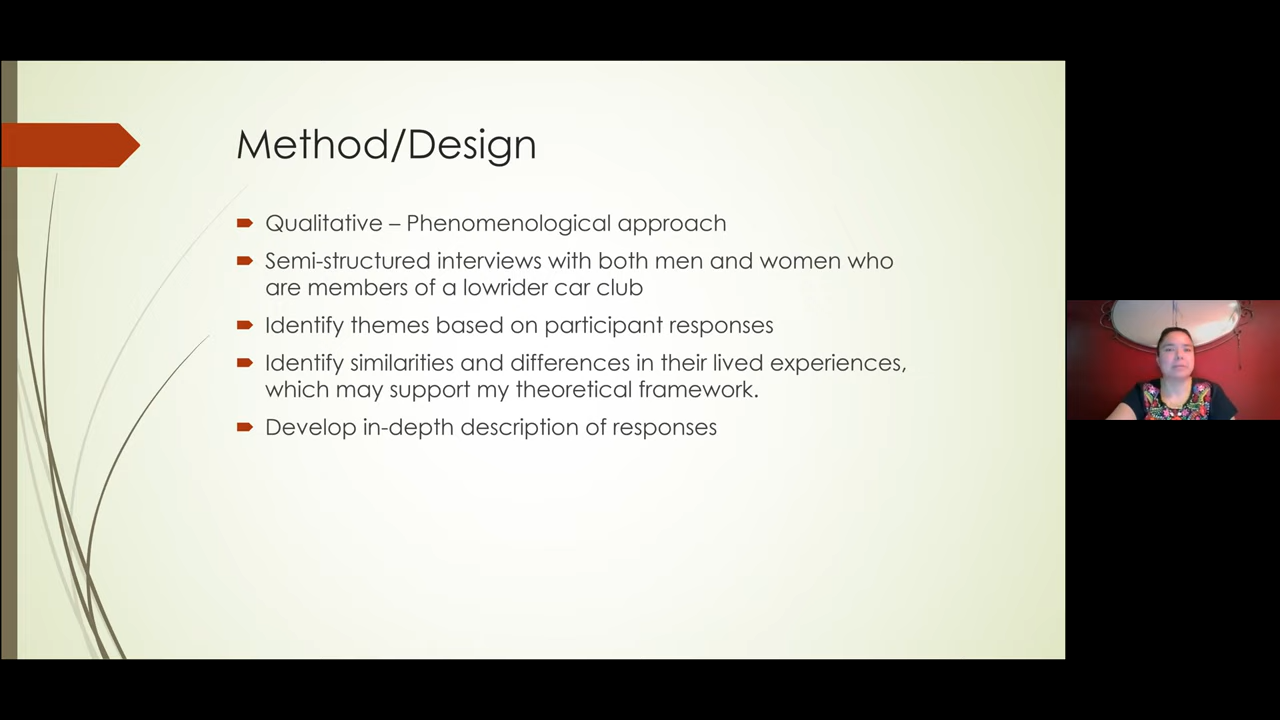 Method/Design
Qualitative – Phenomenological approach
Semi-structured interviews with both men and women who
are members of a lowrider car club
Identify themes based on participant responses
Identify similarities and differences in their lived experiences,
which may support my theoretical framework.
Develop in-depth description of responses